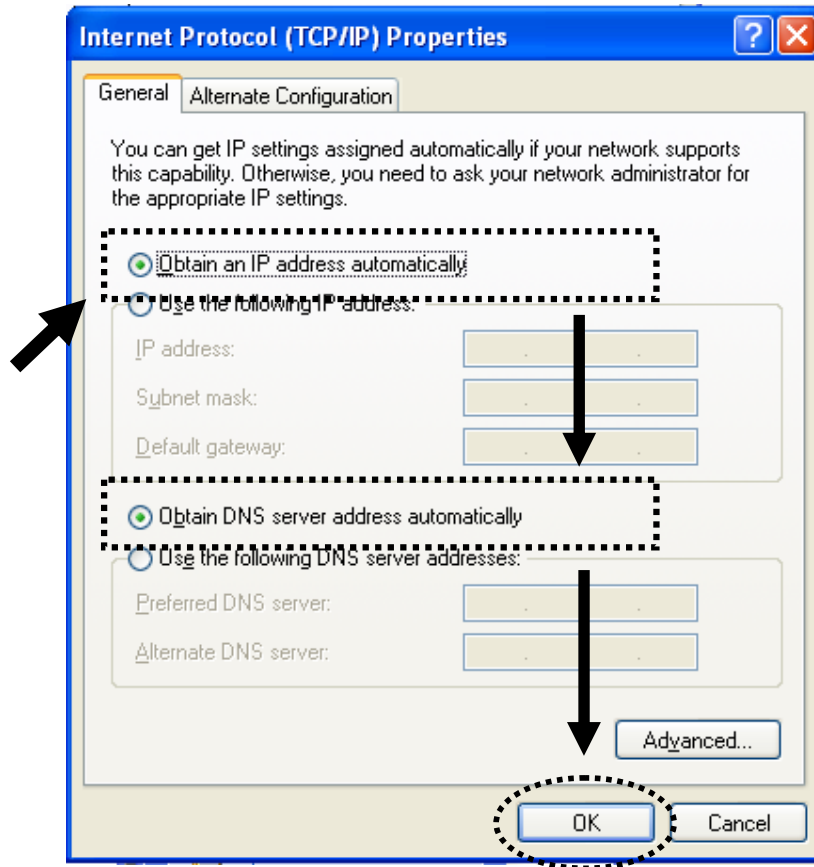 Internet Protocol (TCP/IP) Properties
General
Alternate Configuration
You can get IP settings assigned automatically if your network supports
this capability. Otherwise, you need to ask your network administrator for
the appropriate IP settings.
Obtain an IP address automatically
Use the following IP address:
IP address:
Subnet mask:
Default gateway:
Obtain DNS server address automatically
Use the following DNS server addresses:
Preferred DNS server:
Alternate DNS server:
Advanced...
OK
Cancel